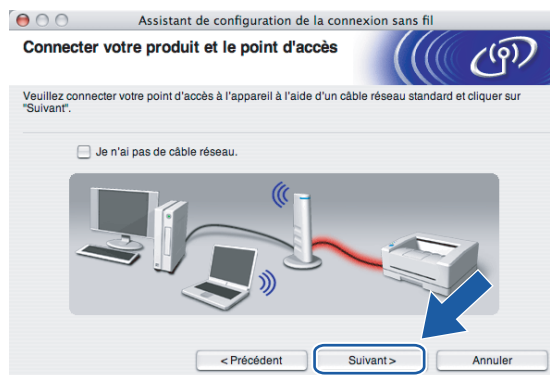 Assistant de configuration de la connexion sans fil
Connecter votre produit et le point d'accès
Veuillez connecter votre point d'accès à l'appareil à l'aide d'un câble réseau standard et cliquer sur
"Suivant".
Je n'ai pas de câble réseau.
< Précédent
Suivant >
Annuler